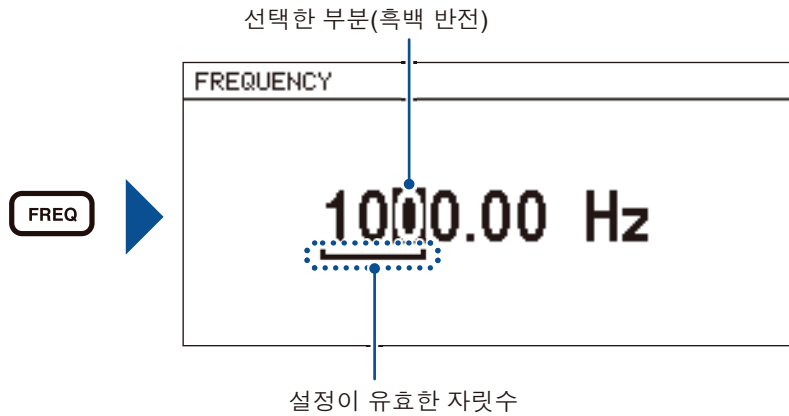 선택한 부분(흑백 반전)
FREQUENCY
FREQ
1000.00 Hz
설정이 유효한 자릿수